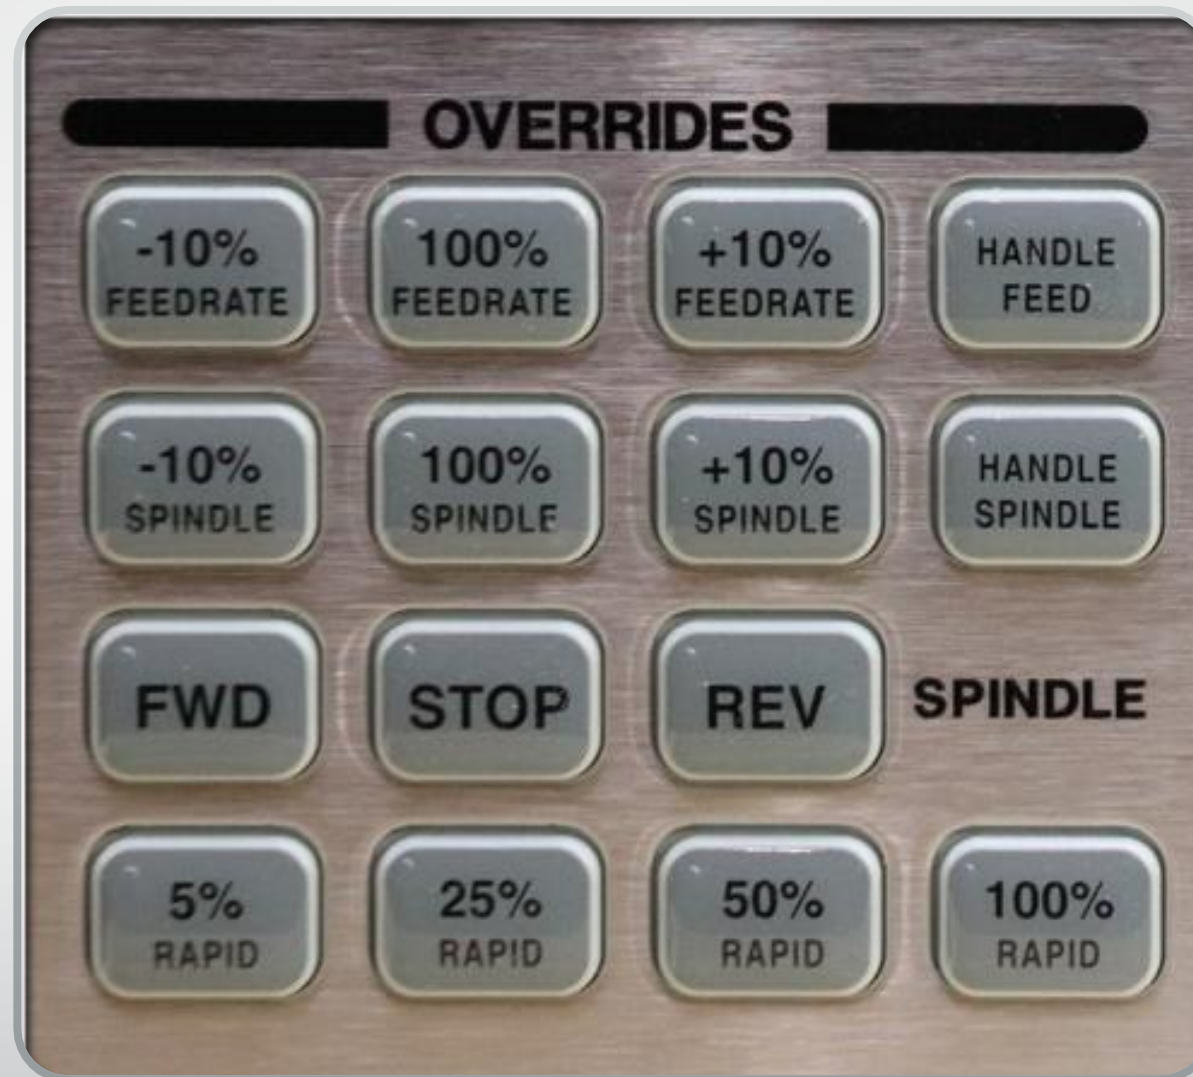 OVERRIDES
-10%
FEEDRATE
100%
FEEDRATE
+10%
FEEDRATE
HANDLE
FEED
-10%
SPINDLE
100%
SPINDLE
+10%
SPINDLE
HANDLE
SPINDLE
FWD
STOP
REV
SPINDLE
5%
RAPID
25%
RAPID
50%
RAPID
100%
RAPID